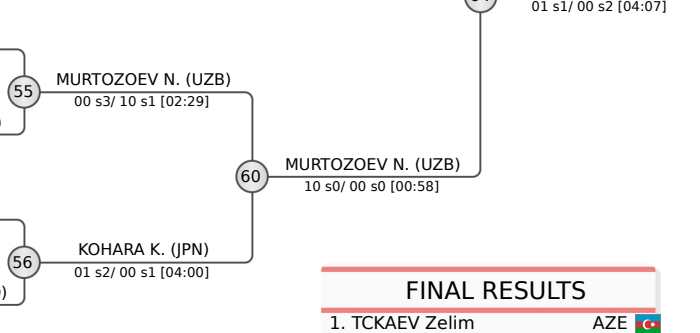 01 s1/ 00 s2 [04:07]
MURTOZOEV N. (UZB)
55
00 s3/ 10 s1 [02:29]
MURTOZOEV N. (UZB)
60
10 s0/ 00 s0 [00:58]
KOHARA K. (JPN)
56
01 s2/ 00 s1 [04:00]
FINAL RESULTS
1. TCKAEV Zelim AZE